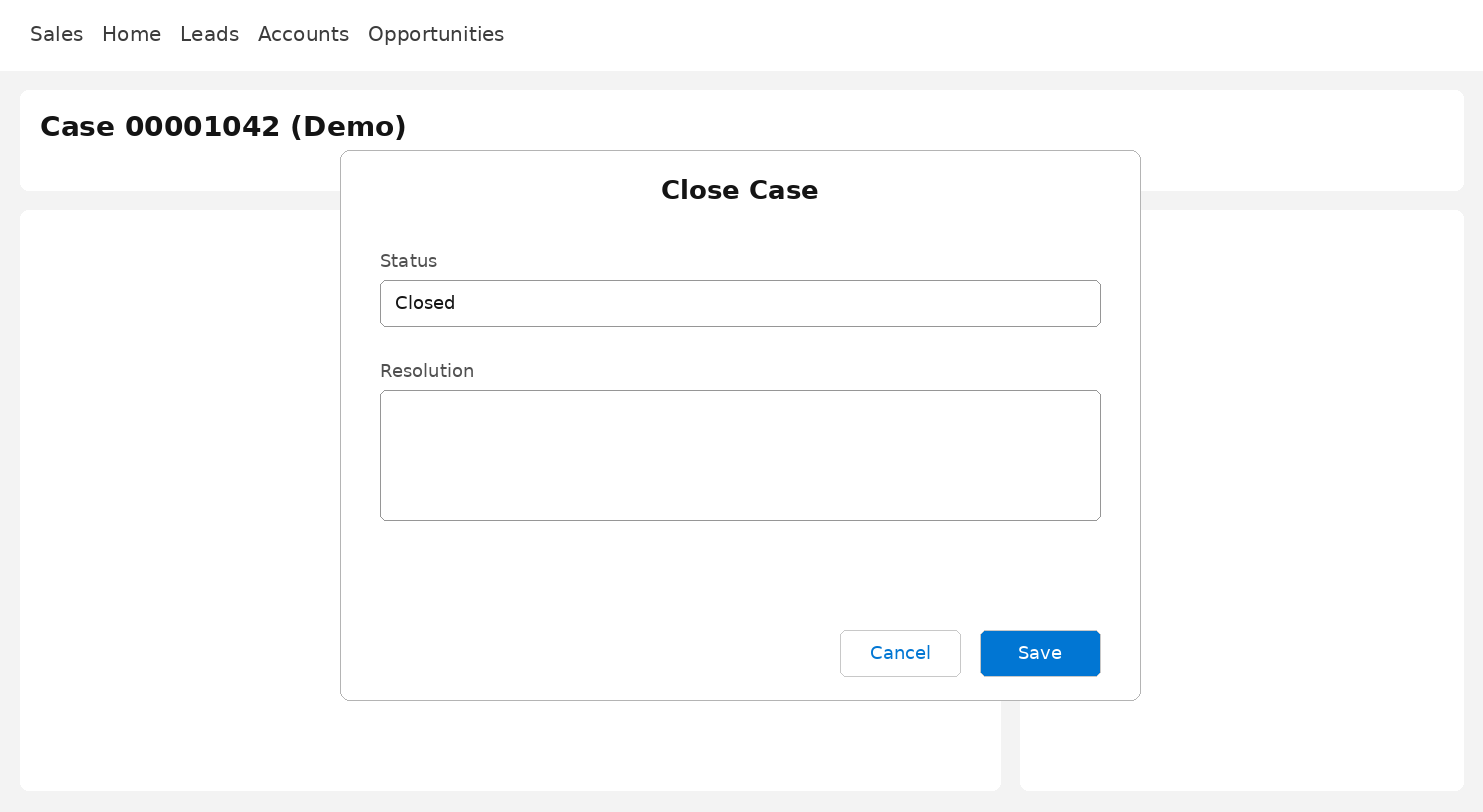 Sales Home Leads Accounts Opportunities
Case 00001042 (Demo)
Close Case
Status
Closed
Resolution
Cancel Save